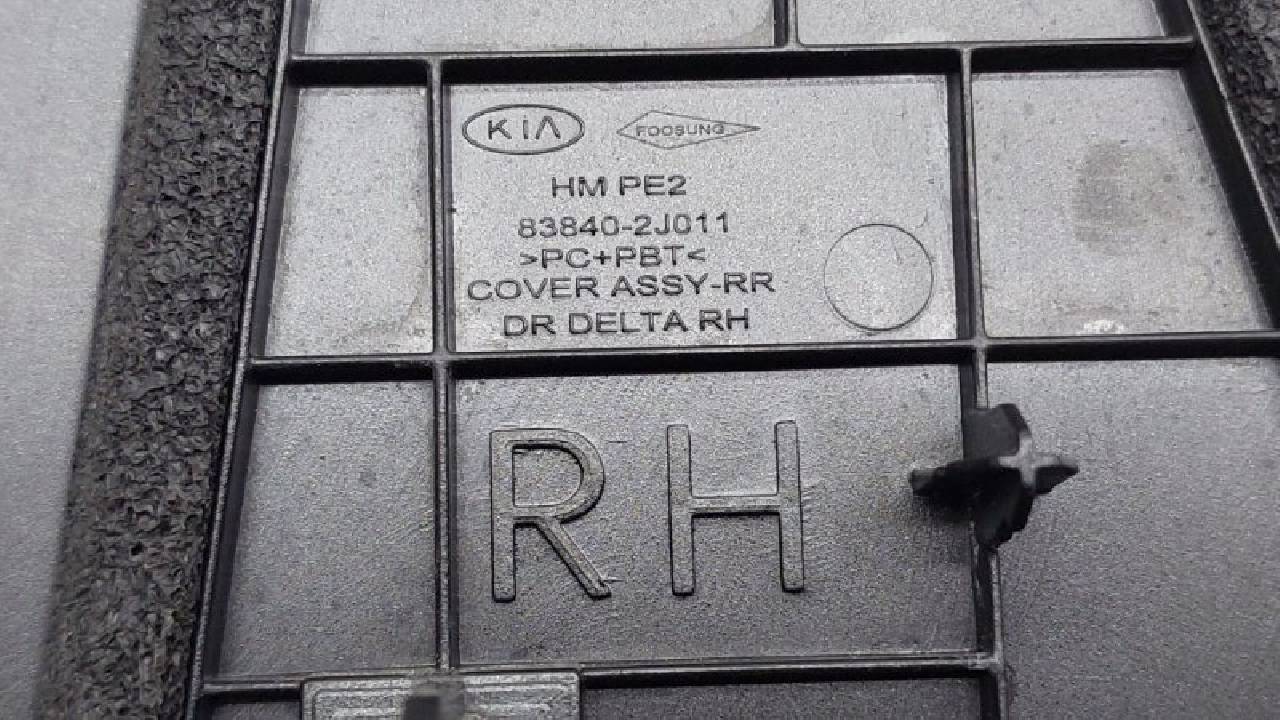 KIA FOOSUNG
HM PE2
83840-2J011
>PC+PBT<
COVER ASSY-RR
DR DELTA RH
RH